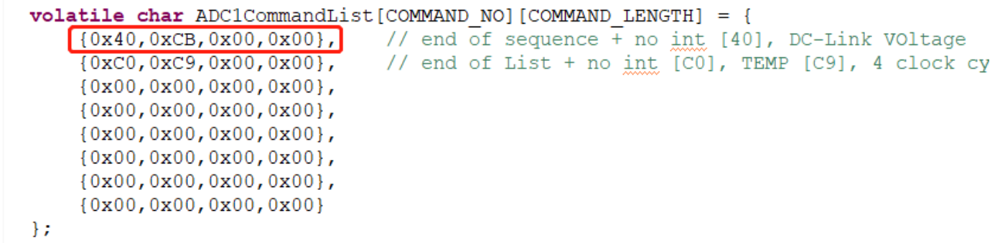 volatile char ADC1CommandList[COMMAND_NO][COMMAND_LENGTH] = {
{0x40,0xCB,0x00,0x00}, // end of sequence + no int [40], DC-Link VOltage
{0xC0,0xC9,0x00,0x00}, // end of List + no int [C0], TEMP [C9], 4 clock cy
{0x00,0x00,0x00,0x00},
{0x00,0x00,0x00,0x00},
{0x00,0x00,0x00,0x00},
{0x00,0x00,0x00,0x00},
{0x00,0x00,0x00,0x00},
{0x00,0x00,0x00,0x00}
};